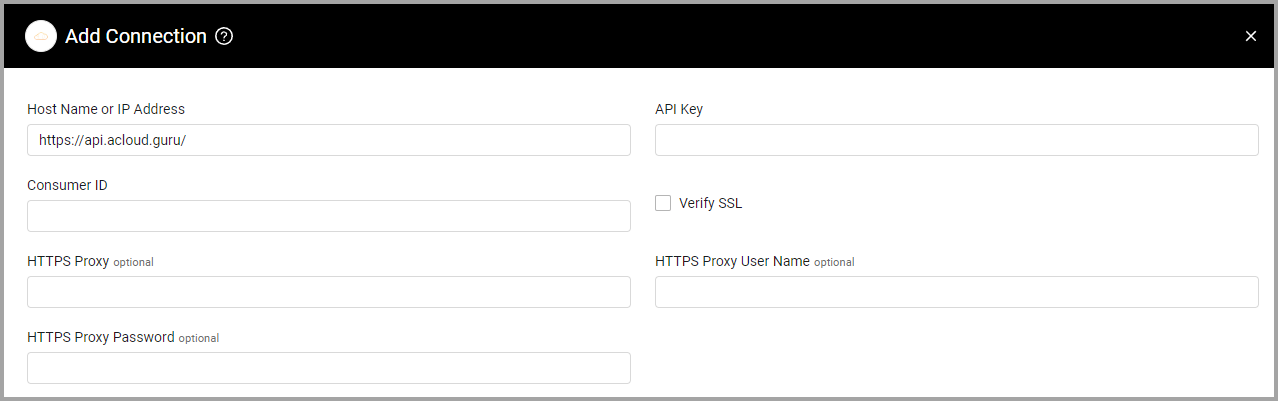 Add Connection ?
Host Name or IP Address
https://api.acloud.guru/
API Key
Consumer ID
Verify SSL
HTTPS Proxy optional
HTTPS Proxy User Name optional
HTTPS Proxy Password optional